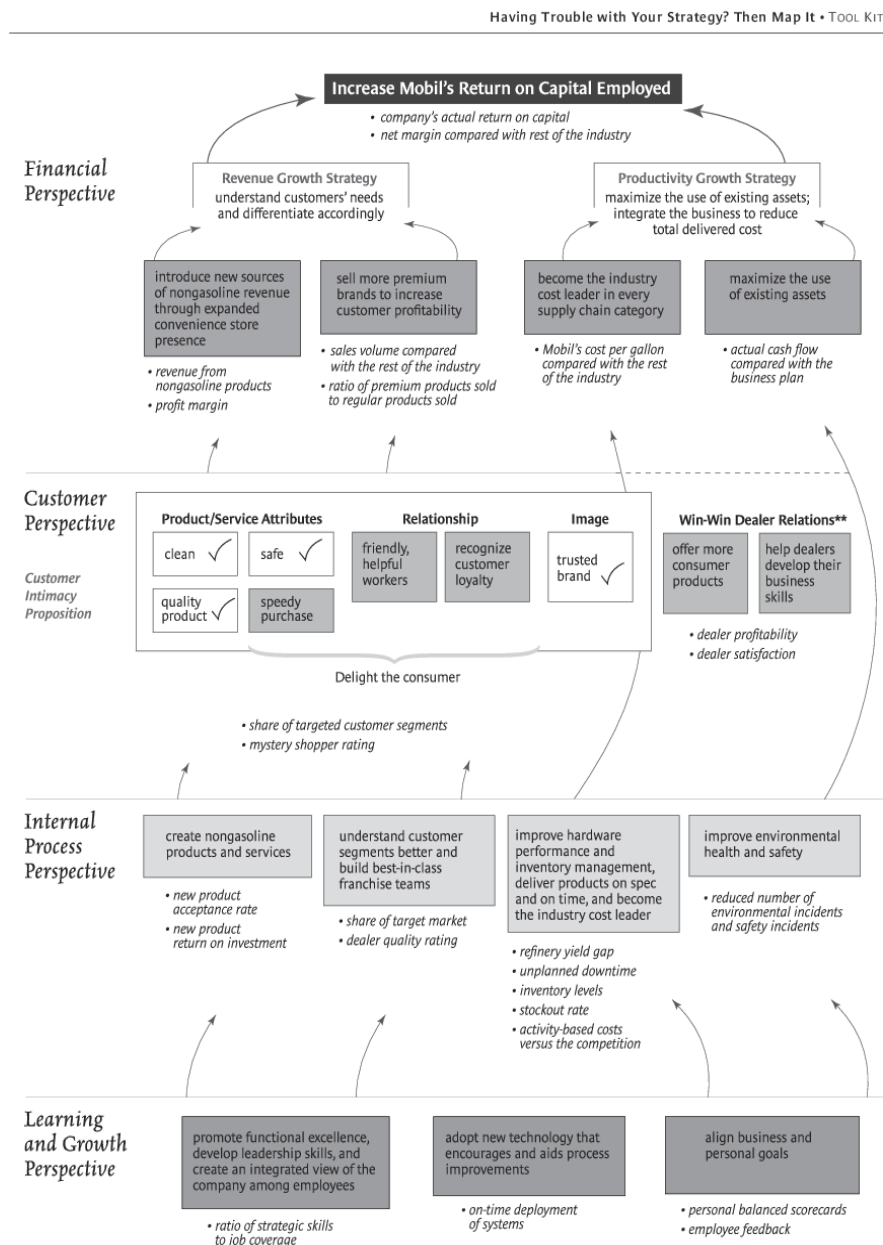 Having Trouble with Your Strategy? Then Map It • TOOL KIT
Increase Mobil's Return on Capital Employed
• company's actual return on capital
• net margin compared with rest of the industry
Financial
Perspective
Revenue Growth Strategy
understand customers' needs
and differentiate accordingly
Productivity Growth Strategy
maximize the use of existing assets;
integrate the business to reduce
total delivered cost
introduce new sources
of nongasoline revenue
through expanded
convenience store
presence
• revenue from
nongasoline products
• profit margin
sell more premium
brands to increase
customer profitability
• sales volume compared
with the rest of the industry
• ratio of premium products sold
to regular products sold
become the industry
cost leader in every
supply chain category
• Mobil's cost per gallon
compared with the rest
of the industry
maximize the use
of existing assets
• actual cash flow
compared with the
business plan
Customer
Perspective
Customer
Intimacy
Proposition
Product/Service Attributes
clean
safe
quality
product
speedy
purchase
Relationship
friendly,
helpful
workers
recognize
customer
loyalty
Image
trusted
brand
Win-Win Dealer Relations**
offer more
consumer
products
help dealers
develop their
business
skills
• dealer profitability
• dealer satisfaction
Delight the consumer
• share of targeted customer segments
• mystery shopper rating
Internal
Process
Perspective
create nongasoline
products and services
• new product
acceptance rate
• new product
return on investment
understand customer
segments better and
build best-in-class
franchise teams
• share of target market
• dealer quality rating
improve hardware
performance and
inventory management,
deliver products on spec
and on time, and become
the industry cost leader
• refinery yield gap
• unplanned downtime
• inventory levels
• stockout rate
• activity-based costs
versus the competition
improve environmental
health and safety
• reduced number of
environmental incidents
and safety incidents
Learning
and Growth
Perspective
promote functional excellence,
develop leadership skills, and
create an integrated view of the
company among employees
• ratio of strategic skills
to job coverage
adopt new technology that
encourages and aids process
improvements
• on-time deployment
of systems
align business and
personal goals
• personal balanced scorecards
• employee feedback